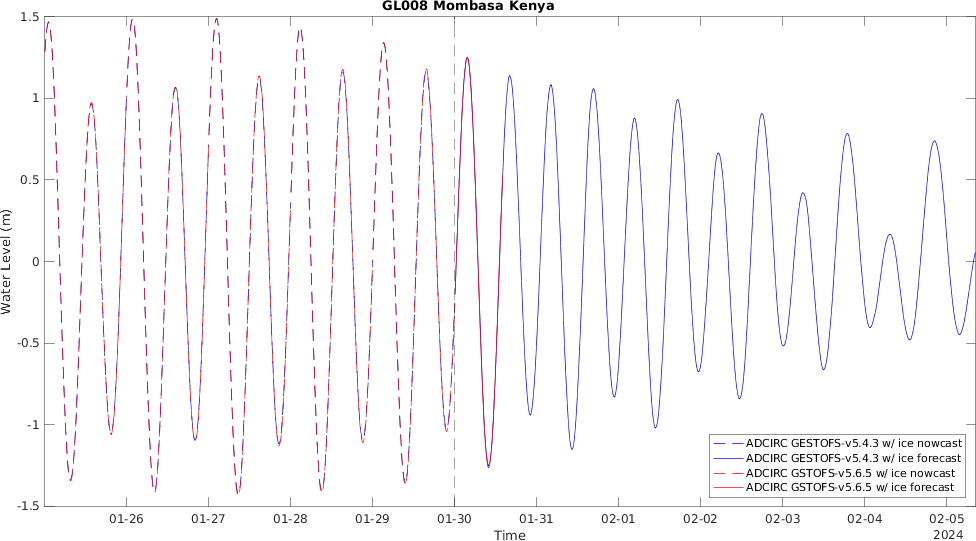 GL008 Mombasa Kenya
1.5
1
0.5
0
-0.5
-1
-1.5
Water Level (m)
ADCIRC GESTOFS-v5.4.3 w/ ice nowcast
ADCIRC GESTOFS-v5.4.3 w/ ice forecast
ADCIRC GSTOFS-v5.6.5 w/ ice nowcast
ADCIRC GSTOFS-v5.6.5 w/ ice forecast
01-26 01-27 01-28 01-29 01-30 01-31 02-01 02-02 02-03 02-04 02-05
Time
2024